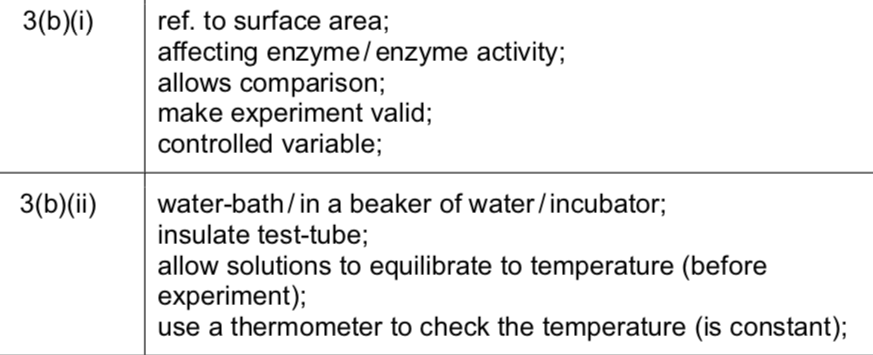 3(b)(i) ref. to surface area;
affecting enzyme/enzyme activity;
allows comparison;
make experiment valid;
controlled variable;
3(b)(ii) water-bath/in a beaker of water/incubator;
insulate test-tube;
allow solutions to equilibrate to temperature (before
experiment);
use a thermometer to check the temperature (is constant);